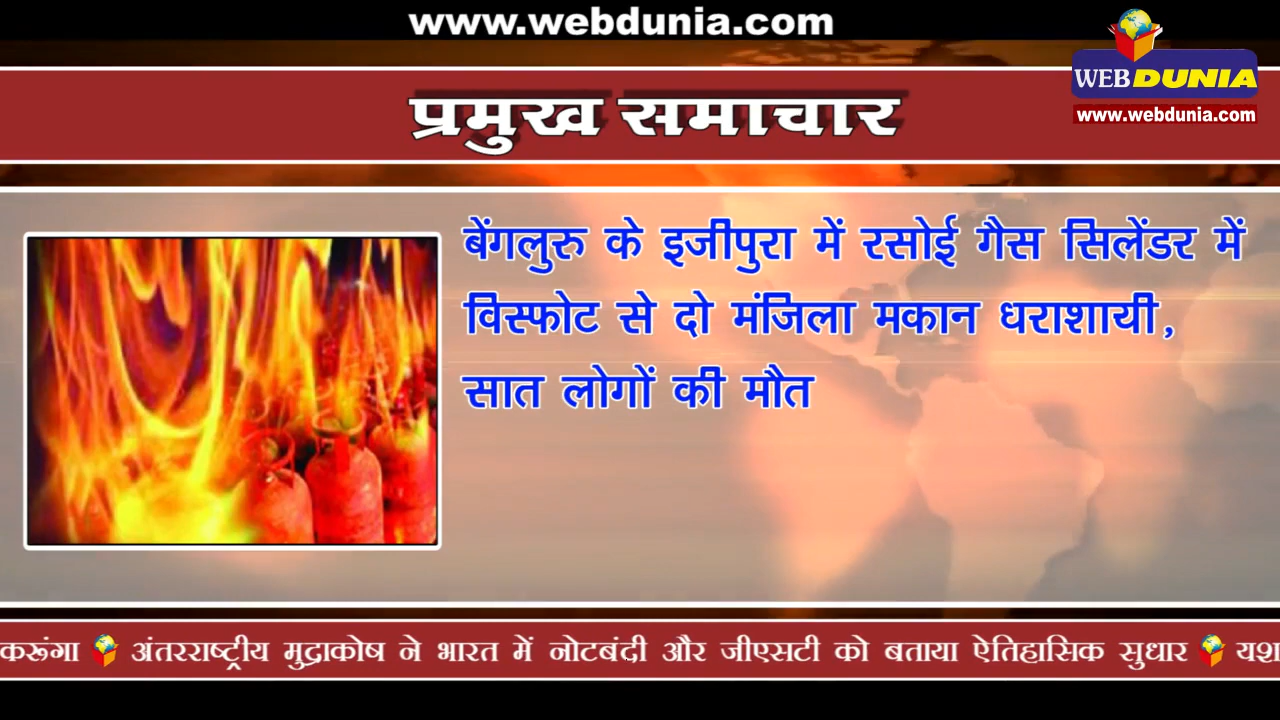 www.webdunia.com
WEBDUNIA
www.webdunia.com
प्रमुख समाचार
बेंगलुरु के इजीपुरा में रसोई गैस सिलेंडर में
विस्फोट से दो मंजिला मकान धराशायी,
सात लोगों की मौत
करूंगा अंतरराष्ट्रीय मुद्राकोष ने भारत में नोटबंदी और जीएसटी को बताया ऐतिहासिक सुधार यश